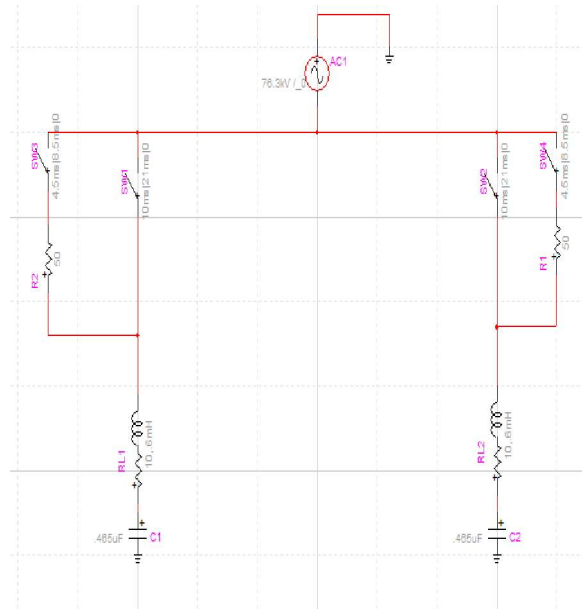 AC1
76.3kV /_0
SW3
4.5ms|8.5ms|0
SW1
10ms|21ms|0
SW2
10ms|21ms|0
SW4
4.5ms|8.5ms|0
R2
50
R1
50
RL1
10,.6mH
RL2
10,.6mH
.465uF
C1
.465uF
C2